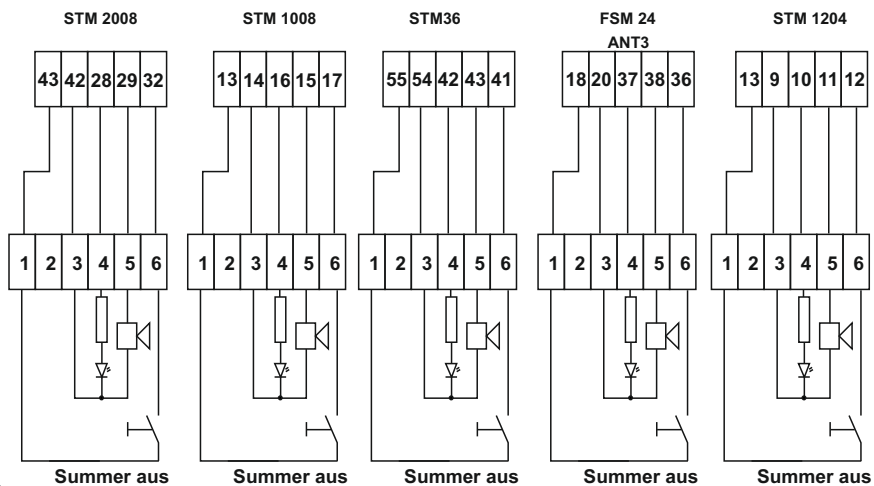 STM 2008 STM 1008 STM36 FSM 24 STM 1204
ANT3
43 42 28 29 32 13 14 16 15 17 55 54 42 43 41 18 20 37 38 36 13 9 10 11 12
1 2 3 4 5 6 1 2 3 4 5 6 1 2 3 4 5 6 1 2 3 4 5 6 1 2 3 4 5 6
Summer aus Summer aus Summer aus Summer aus Summer aus